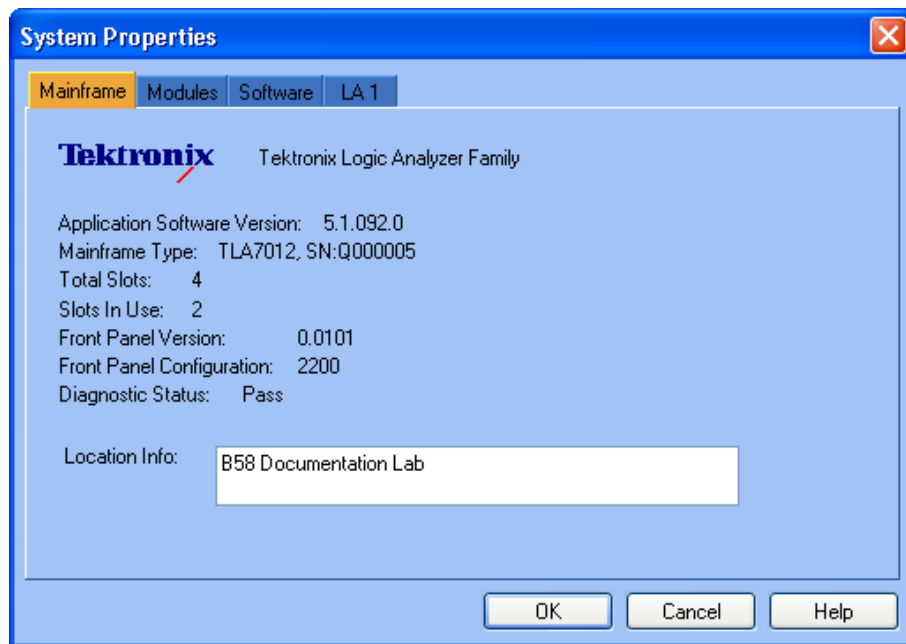 System Properties
Mainframe Modules Software LA 1
Tektronix Tektronix Logic Analyzer Family
Application Software Version: 5.1.092.0
Mainframe Type: TLA7012, SN:Q000005
Total Slots: 4
Slots In Use: 2
Front Panel Version: 0.0101
Front Panel Configuration: 2200
Diagnostic Status: Pass
Location Info: B58 Documentation Lab
OK Cancel Help